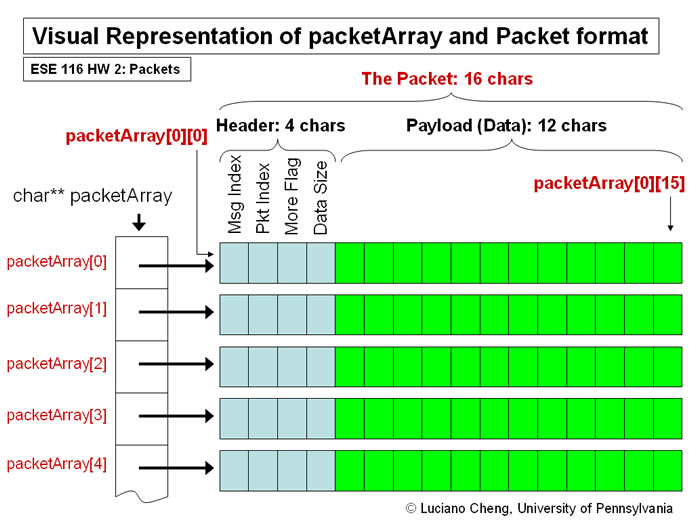 Visual Representation of packetArray and Packet format
ESE 116 HW 2: Packets
The Packet: 16 chars
Header: 4 chars
Payload (Data): 12 chars
packetArray[0][0]
packetArray[0][15]
Msg Index
Pkt Index
More Flag
Data Size
char** packetArray
packetArray[0]
packetArray[1]
packetArray[2]
packetArray[3]
packetArray[4]
© Luciano Cheng, University of Pennsylvania